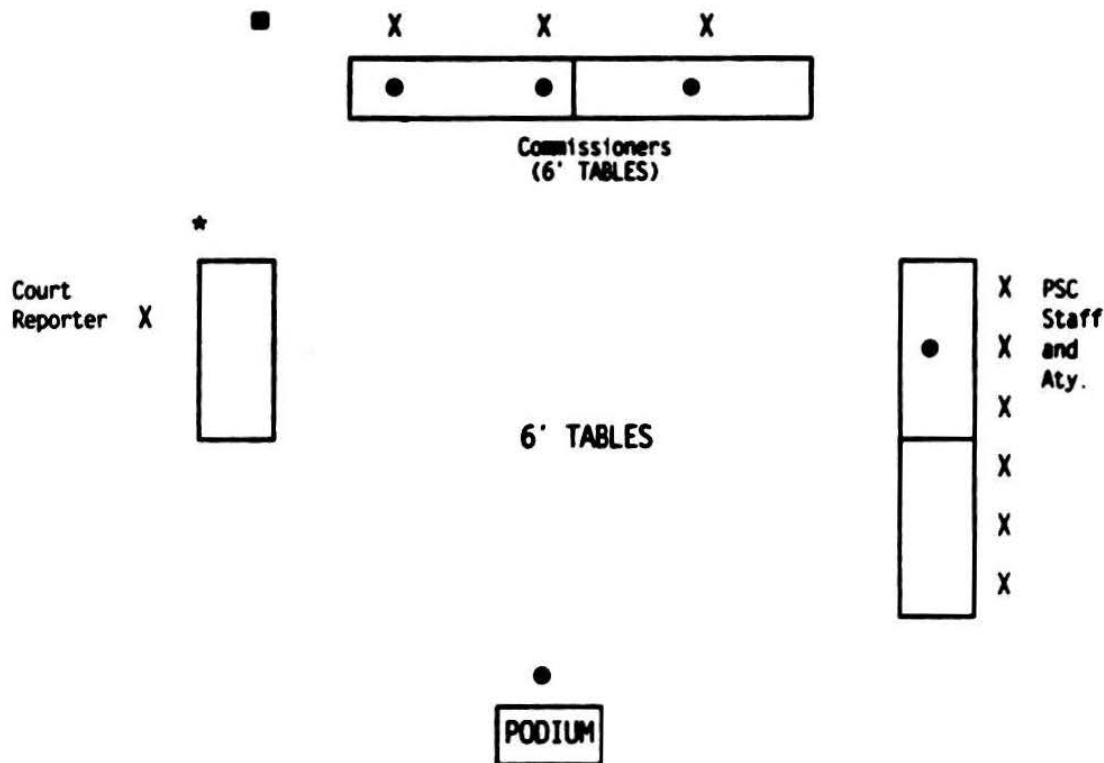 X X X
Commissioners
(6' TABLES)
*
Court
Reporter X
X PSC
Staff
X and
Aty.
X
6' TABLES
X
X
X
PODIUM